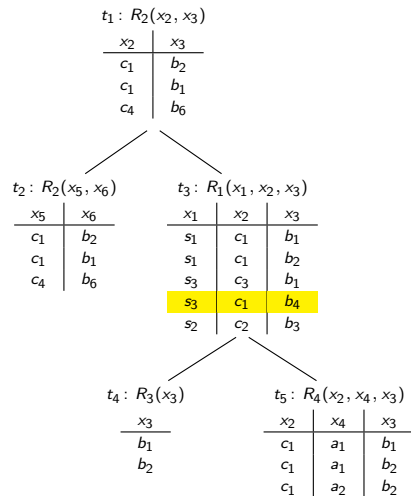 t₁: R₂(x₂, x₃)
x₂ x₃
c₁ b₂
c₁ b₁
c₄ b₆
t₂: R₂(x₅, x₆)
x₅ x₆
c₁ b₂
c₁ b₁
c₄ b₆
t₃: R₁(x₁, x₂, x₃)
x₁ x₂ x₃
s₁ c₁ b₁
s₁ c₁ b₂
s₃ c₃ b₁
s₃ c₁ b₄
s₂ c₂ b₃
t₄: R₃(x₃)
x₃
b₁
b₂
t₅: R₄(x₂, x₄, x₃)
x₂ x₄ x₃
c₁ a₁ b₁
c₁ a₁ b₂
c₁ a₂ b₂